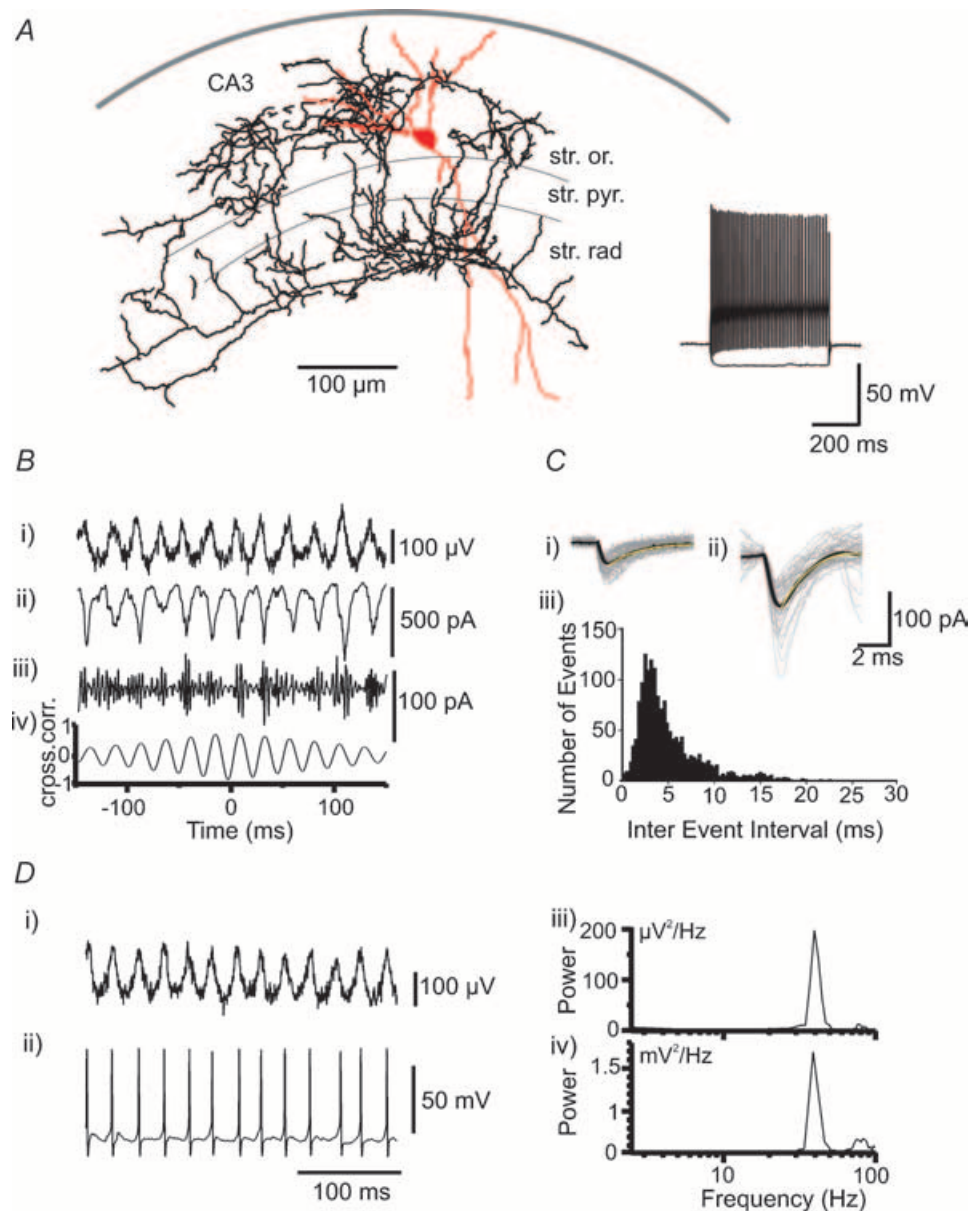 A
CA3
str. or.
str. pyr.
str. rad
100 µm
50 mV
200 ms
B
i)
100 µV
ii)
500 pA
iii)
100 pA
iv)
cross.corr.
1
0
-1
-100
0
100
Time (ms)
C
i)
ii)
100 pA
2 ms
iii)
Number of Events
150
100
50
0
0
5
10
15
20
25
30
Inter Event Interval (ms)
D
i)
100 µV
ii)
50 mV
100 ms
iii)
µV²/Hz
Power
200
100
0
iv)
mV²/Hz
Power
1.5
1
0
10
100
Frequency (Hz)